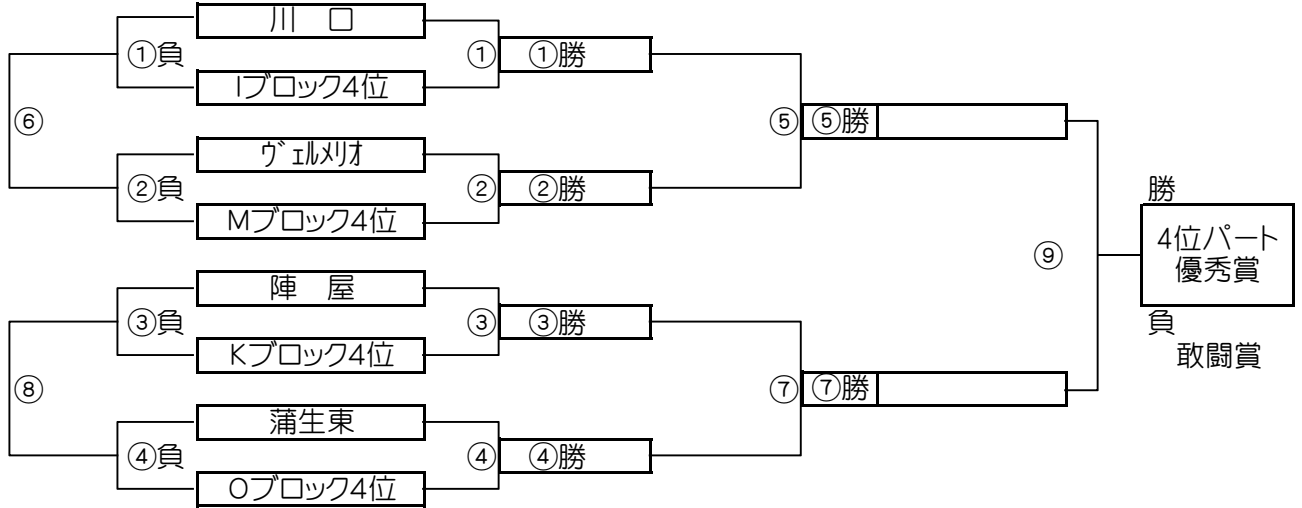 川　口
①負
①
①勝
Iブロック4位
⑥
⑤
⑤勝
ヴェルメリオ
②負
②
②勝
Mブロック4位
勝
4位パート
優秀賞
⑨
陣　屋
③負
③
③勝
負
Kブロック4位
敢闘賞
⑧
⑦
⑦勝
蒲生東
④負
④
④勝
Oブロック4位